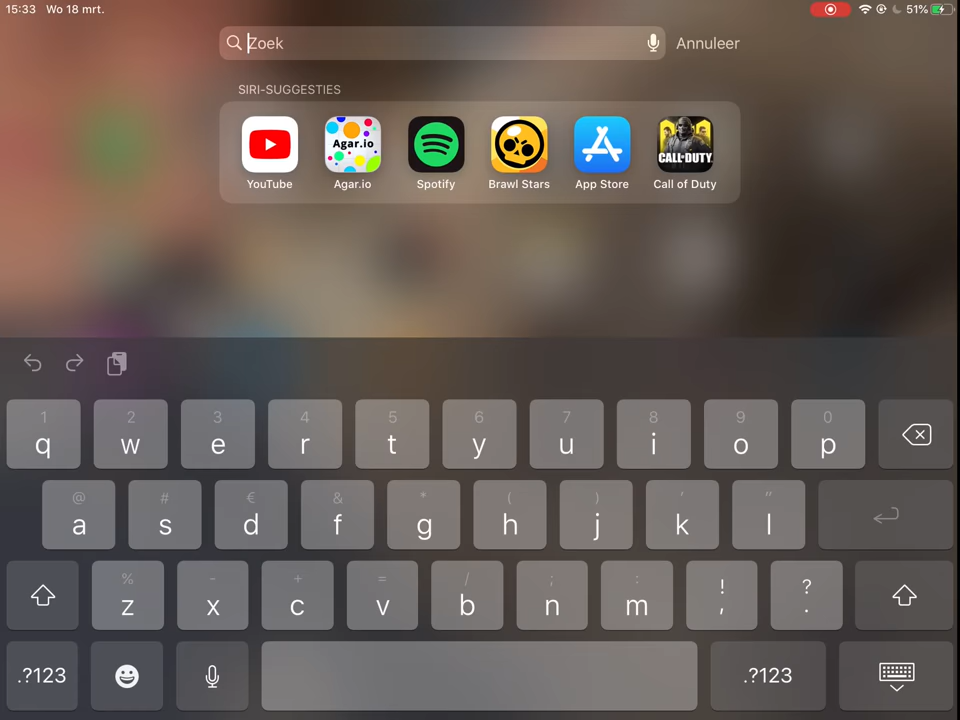 15:33 Wo 18 mrt. 51%
Zoek Annuleer
SIRI-SUGGESTIES
Agar.io CALL·DUTY
YouTube Agar.io Spotify Brawl Stars App Store Call of Duty
1 2 3 4 5 6 7 8 9 0
q w e r t y u i o p
@ # € & * ( ) ' "
a s d f g h j k l
% - + = / ; : ! ?
z x c v b n m , .
.?123 .?123